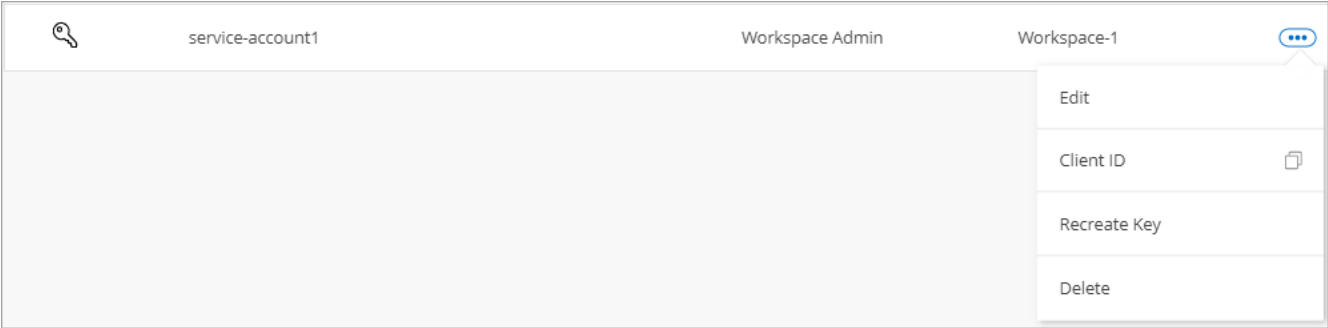 service-account1 Workspace Admin Workspace-1
Edit
Client ID
Recreate Key
Delete